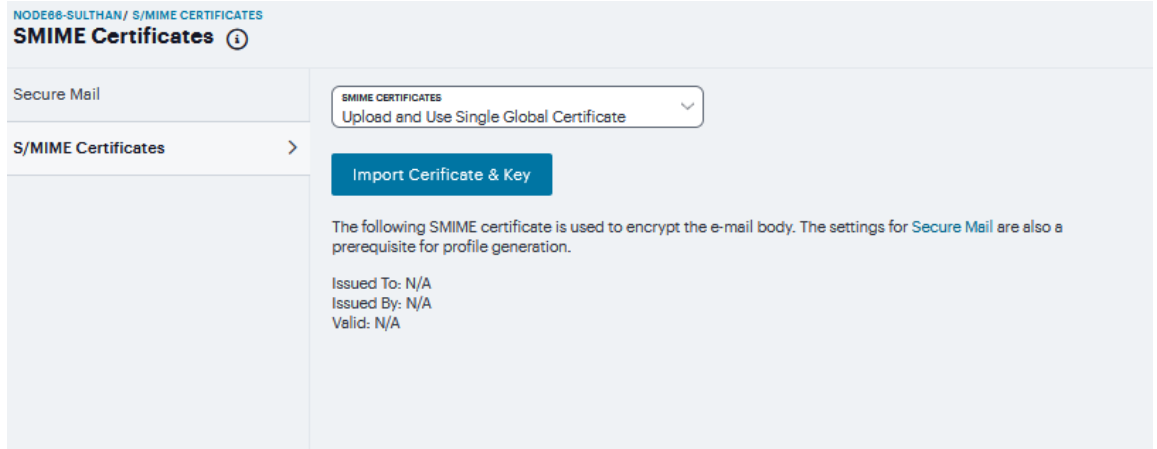 NODE66-SULTHAN/ S/MIME CERTIFICATES
SMIME Certificates
Secure Mail
S/MIME Certificates
SMIME CERTIFICATES
Upload and Use Single Global Certificate
Import Cerificate & Key
The following SMIME certificate is used to encrypt the e-mail body. The settings for Secure Mail are also a
prerequisite for profile generation.
Issued To: N/A
Issued By: N/A
Valid: N/A